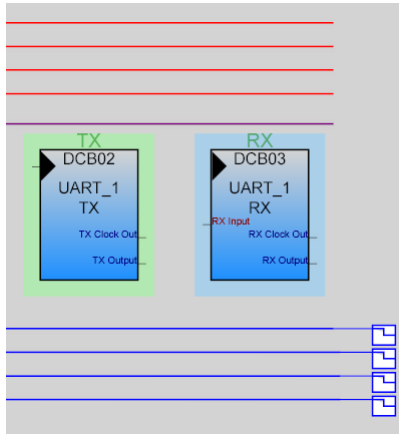 TX
DCB02
UART_1
TX
TX Clock Out
TX Output
RX
DCB03
UART_1
RX
RX Input
RX Clock Out
RX Output